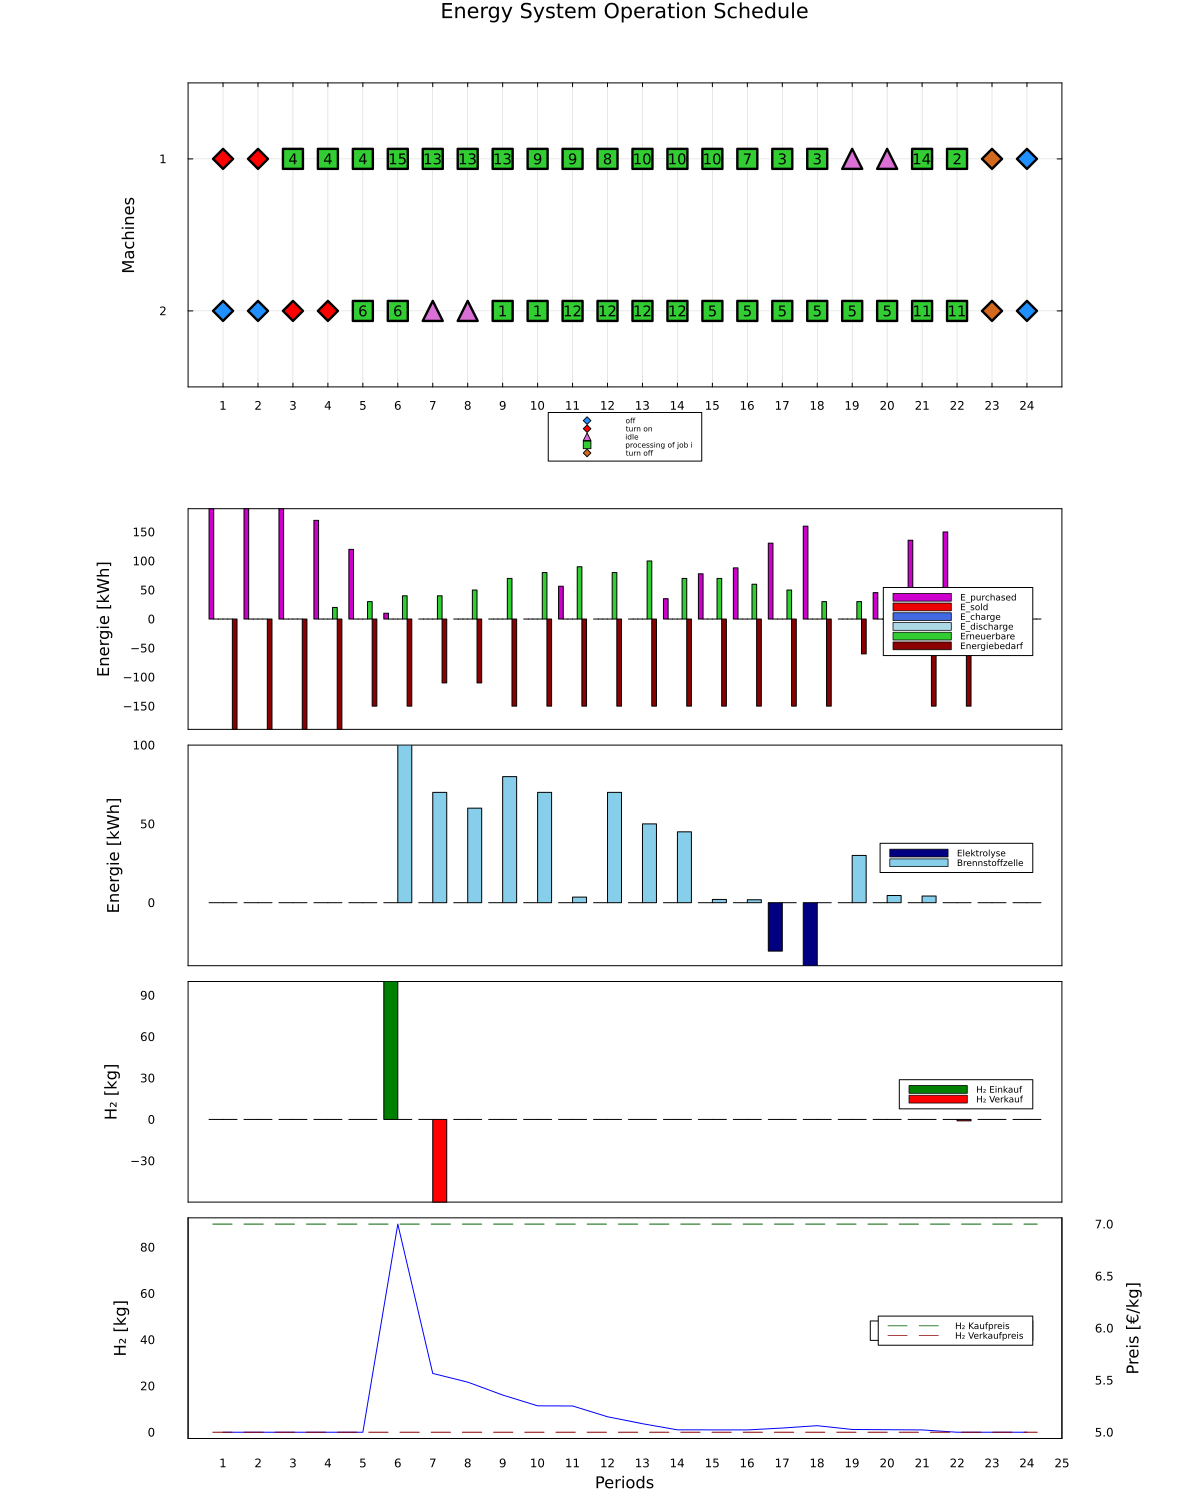 Energy System Operation Schedule
Machines
1
4 4 4 15 13 13 13 9 9 8 10 10 10 7 3 3 14 2
2
6 6 1 1 12 12 12 12 5 5 5 5 5 5 11 11
1 2 3 4 5 6 7 8 9 10 11 12 13 14 15 16 17 18 19 20 21 22 23 24
off
turn on
idle
processing of job i
turn off
Energie [kWh]
150
100
50
0
−50
−100
−150
E_purchased
E_sold
E_charge
E_discharge
Erneuerbare
Energiebedarf
Energie [kWh]
100
50
0
Elektrolyse
Brennstoffzelle
H₂ [kg]
90
60
30
0
−30
H₂ Einkauf
H₂ Verkauf
H₂ [kg]
80
60
40
20
0
H₂ Kaufpreis
H₂ Verkaufpreis
7.0
6.5
6.0
5.5
5.0
Preis [€/kg]
1 2 3 4 5 6 7 8 9 10 11 12 13 14 15 16 17 18 19 20 21 22 23 24 25
Periods